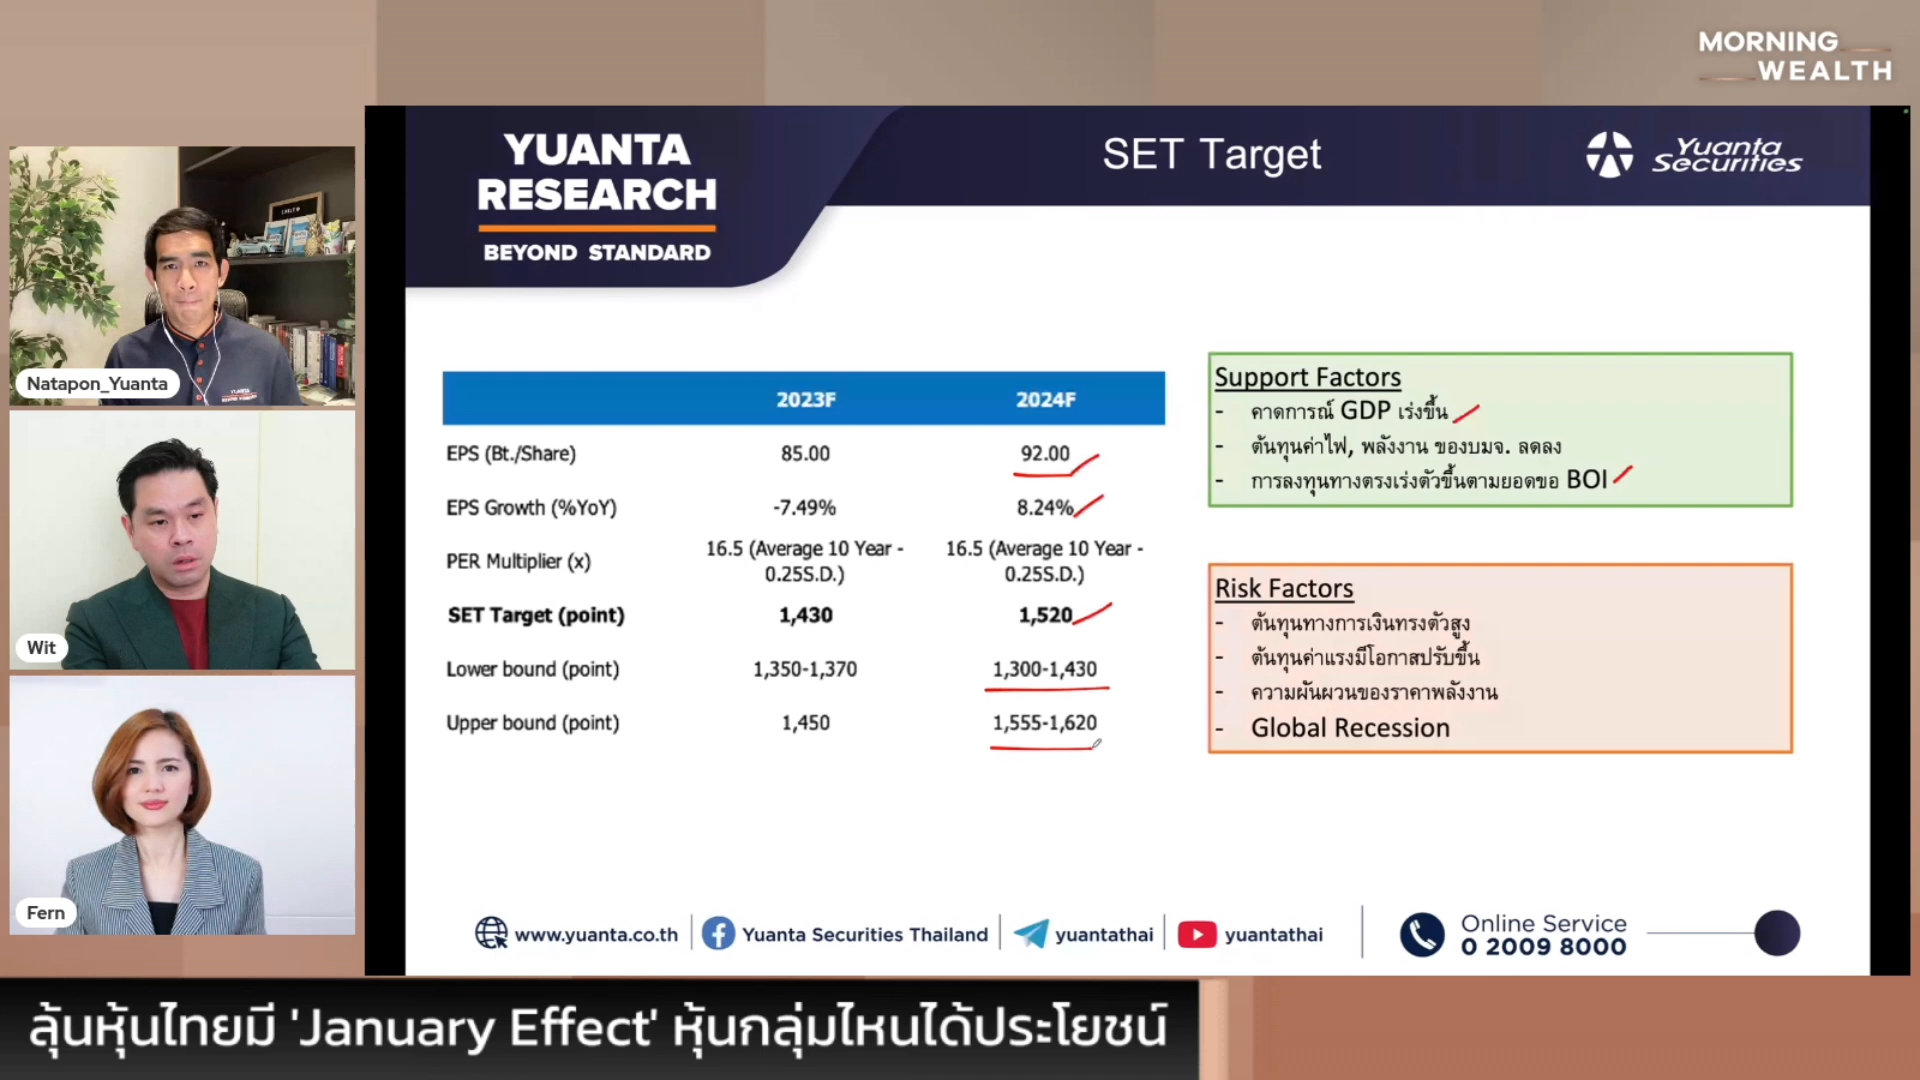 MORNING
WEALTH
YUANTA
RESEARCH
BEYOND STANDARD
SET Target
Yuanta
Securities
Natapon_Yuanta
Wit
Fern
2023F 2024F
EPS (Bt./Share) 85.00 92.00
EPS Growth (%YoY) -7.49% 8.24%
PER Multiplier (x) 16.5 (Average 10 Year - 0.25S.D.) 16.5 (Average 10 Year - 0.25S.D.)
SET Target (point) 1,430 1,520
Lower bound (point) 1,350-1,370 1,300-1,430
Upper bound (point) 1,450 1,555-1,620
Support Factors
- คาดการณ์ GDP เร่งขึ้น
- ต้นทุนค่าไฟ, พลังงาน ของบมจ. ลดลง
- การลงทุนทางตรงเร่งตัวขึ้นตามยอดขอ BOI
Risk Factors
- ต้นทุนทางการเงินทรงตัวสูง
- ต้นทุนค่าแรงมีโอกาสปรับขึ้น
- ความผันผวนของราคาพลังงาน
- Global Recession
www.yuanta.co.th Yuanta Securities Thailand yuantathai yuantathai
Online Service
0 2009 8000
ลุ้นหุ้นไทยมี 'January Effect' หุ้นกลุ่มไหนได้ประโยชน์